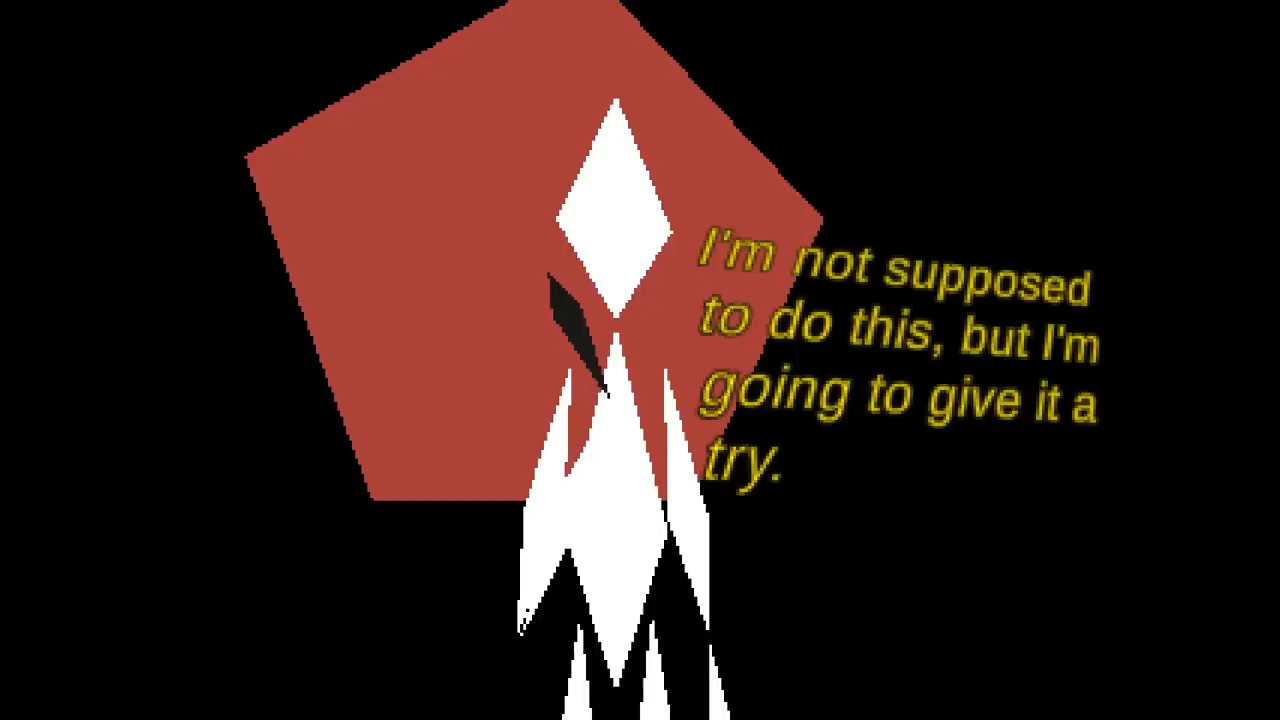 I'm not supposed
to do this, but I'm
going to give it a
try.